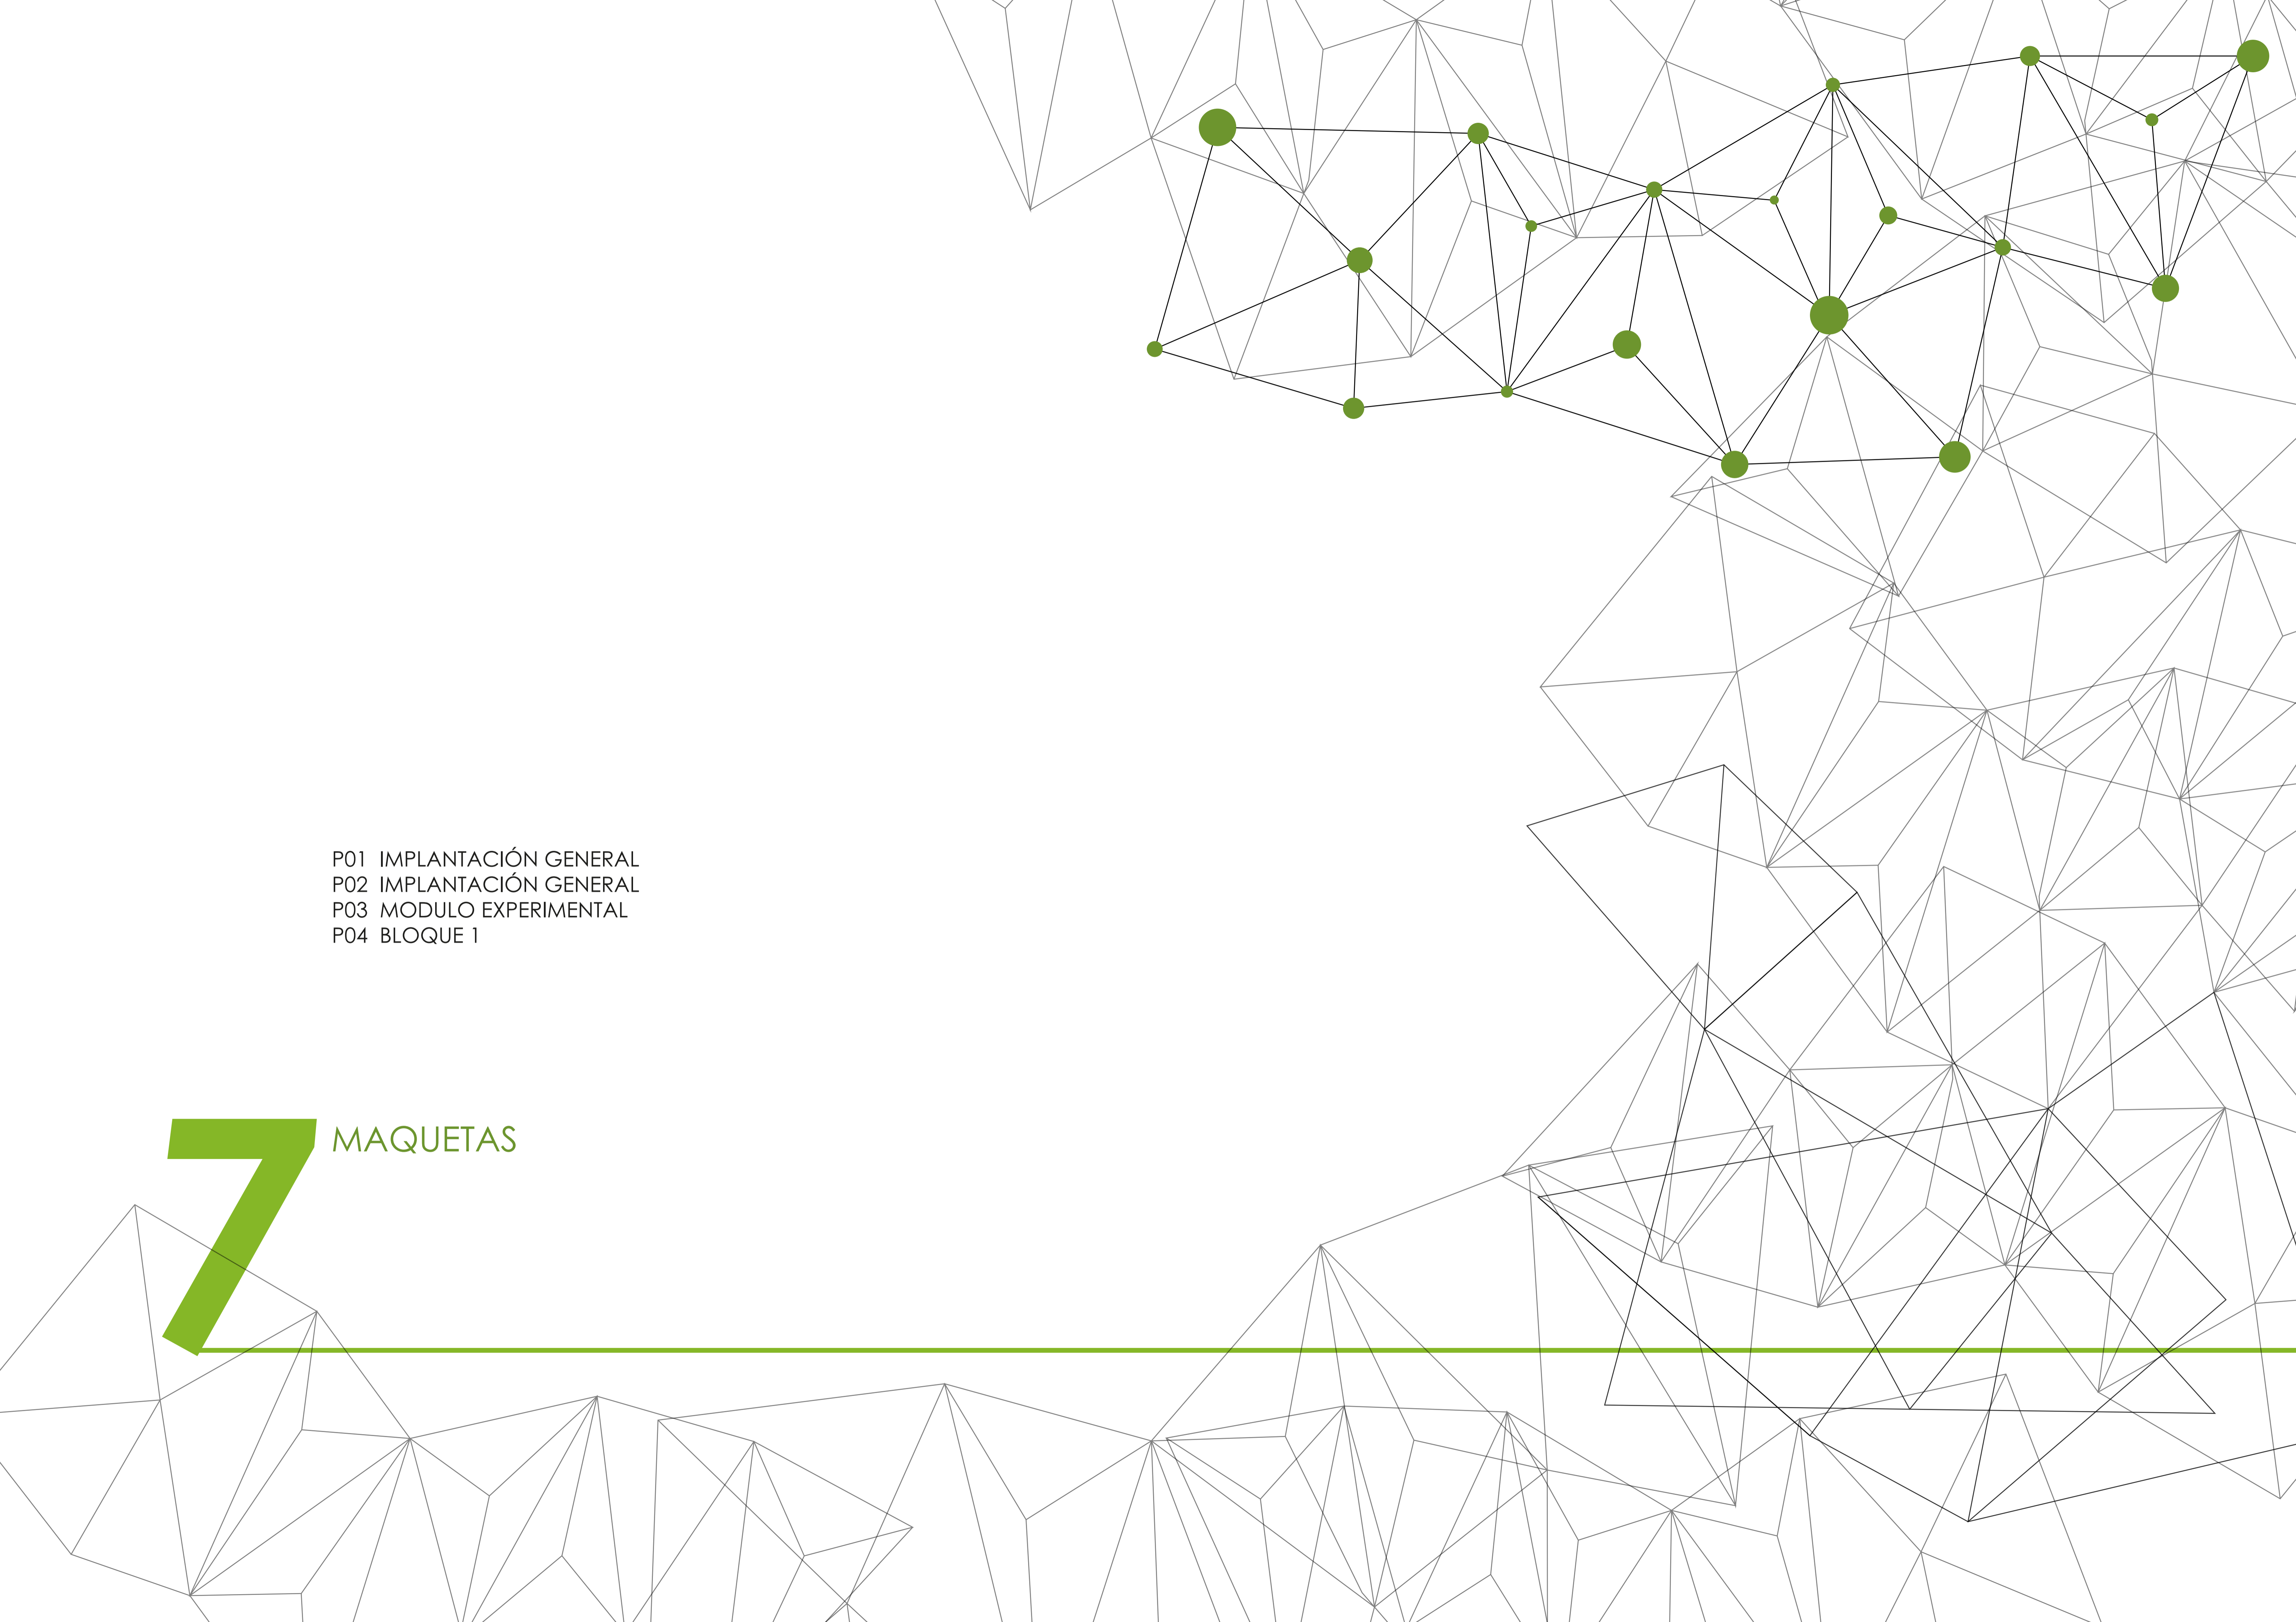 P01 IMPLANTACIÓN GENERAL
P02 IMPLANTACIÓN GENERAL
P03 MODULO EXPERIMENTAL
P04 BLOQUE 1
7 MAQUETAS